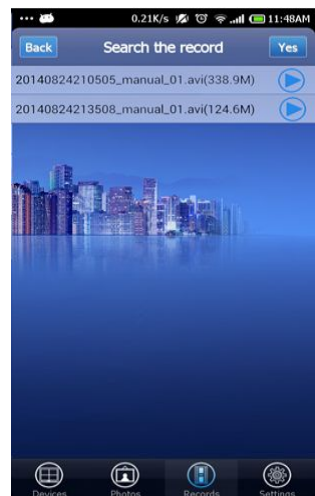 ... 0.21K/s 11:48AM
Back Search the record Yes
20140824210505_manual_01.avi(338.9M)
20140824213508_manual_01.avi(124.6M)
Devices Photos Records Settings